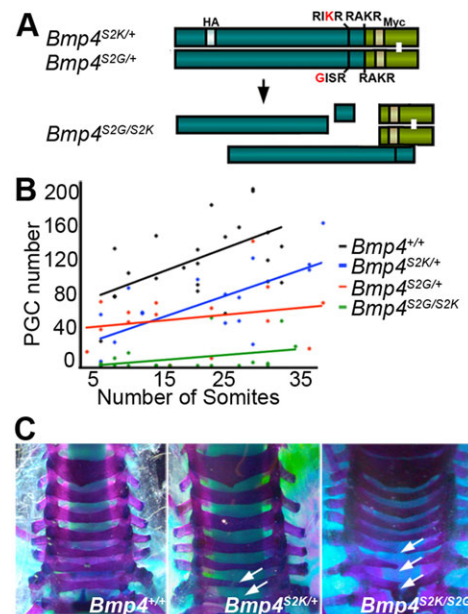 A
HA
RIKR RAKR
Myc
Bmp4S2K/+
Bmp4S2G/+
GISR
RAKR
Bmp4S2G/S2K
B
PGC number
200
160
120
80
40
0
5
15
25
35
Number of Somites
Bmp4+/+
Bmp4S2K/+
Bmp4S2G/+
Bmp4S2G/S2K
C
Bmp4+/+
Bmp4S2K/+
Bmp4S2K/S2G